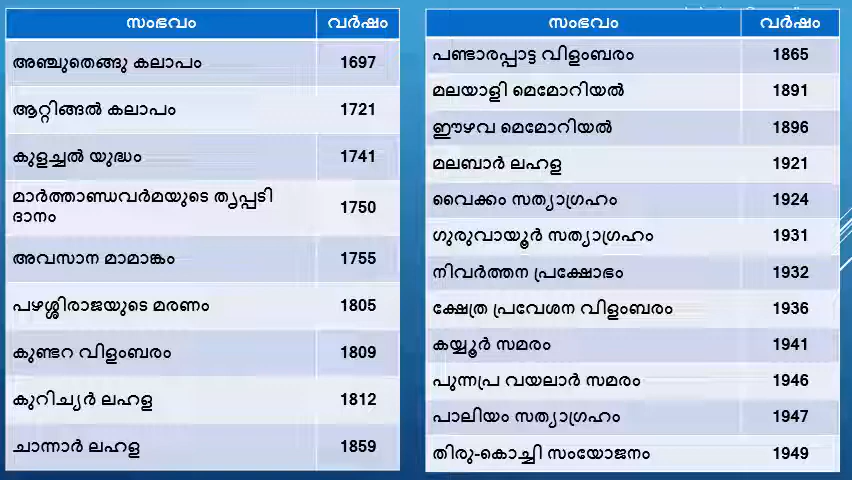 സംഭവം വർഷം
അഞ്ചുതെങ്ങു കലാപം 1697
ആറ്റിങ്ങൽ കലാപം 1721
കുളച്ചൽ യുദ്ധം 1741
മാർത്താണ്ഡവർമയുടെ തൃപ്പടി
ദാനം 1750
അവസാന മാമാങ്കം 1755
പഴശ്ശിരാജയുടെ മരണം 1805
കുണ്ടറ വിളംബരം 1809
കുറിച്യർ ലഹള 1812
ചാന്നാർ ലഹള 1859
സംഭവം വർഷം
പണ്ടാരപ്പാട്ട വിളംബരം 1865
മലയാളി മെമോറിയൽ 1891
ഈഴവ മെമോറിയൽ 1896
മലബാർ ലഹള 1921
വൈക്കം സത്യാഗ്രഹം 1924
ഗുരുവായൂർ സത്യാഗ്രഹം 1931
നിവർത്തന പ്രക്ഷോഭം 1932
ക്ഷേത്ര പ്രവേശന വിളംബരം 1936
കയ്യൂർ സമരം 1941
പുന്നപ്ര വയലാർ സമരം 1946
പാലിയം സത്യാഗ്രഹം 1947
തിരു-കൊച്ചി സംയോജനം 1949